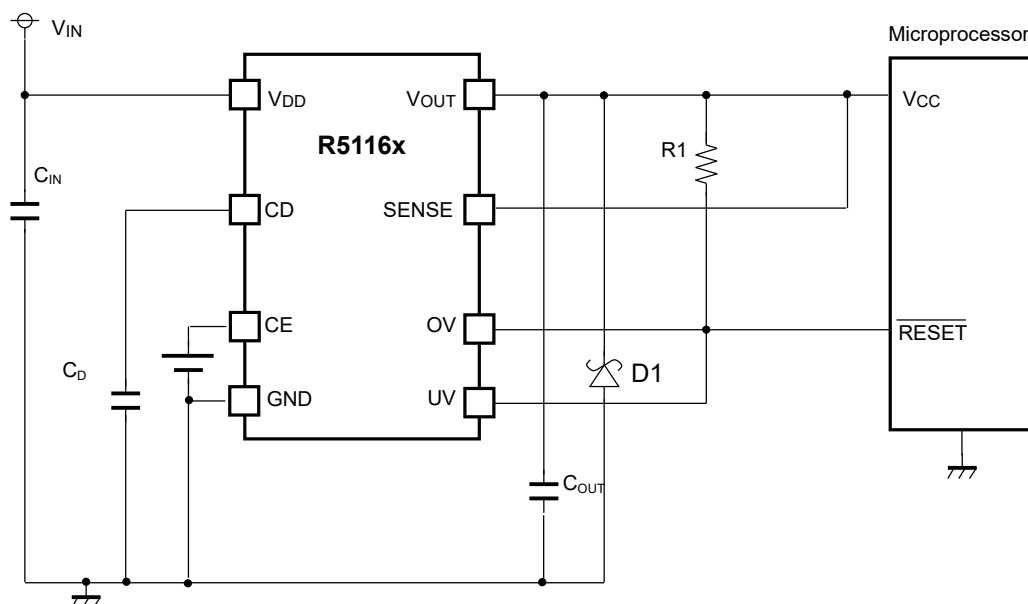 VIN
Microprocessor
VDD
VOUT
VCC
R5116x
R1
CIN
CD
SENSE
CE
OV
RESET
CD
GND
UV
D1
COUT